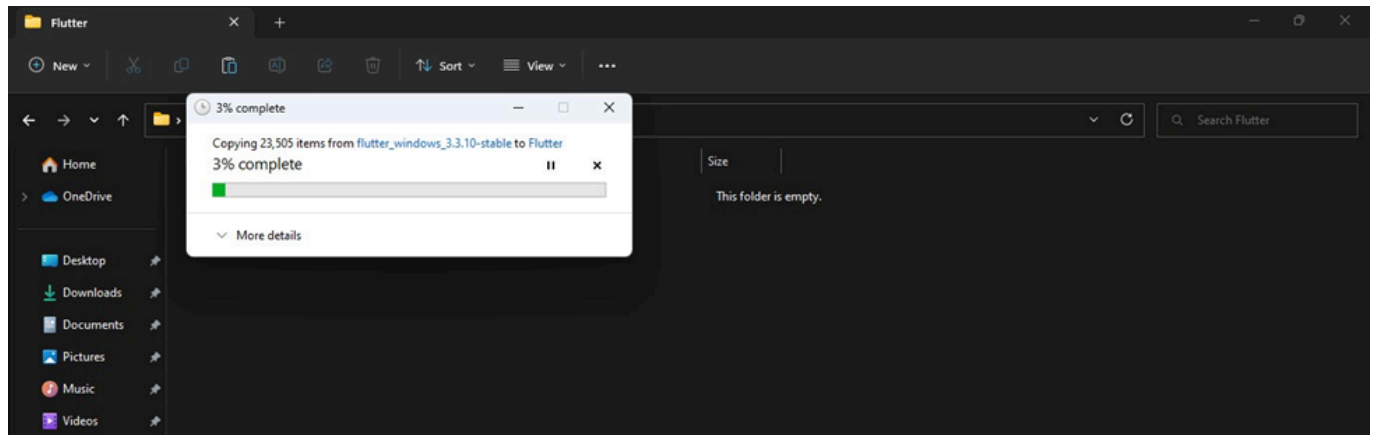 Flutter
New
Sort
View
3% complete
Search Flutter
Copying 23,505 items from flutter_windows_3.3.10-stable to Flutter
3% complete
More details
Home
OneDrive
Desktop
Downloads
Documents
Pictures
Music
Videos
Size
This folder is empty.